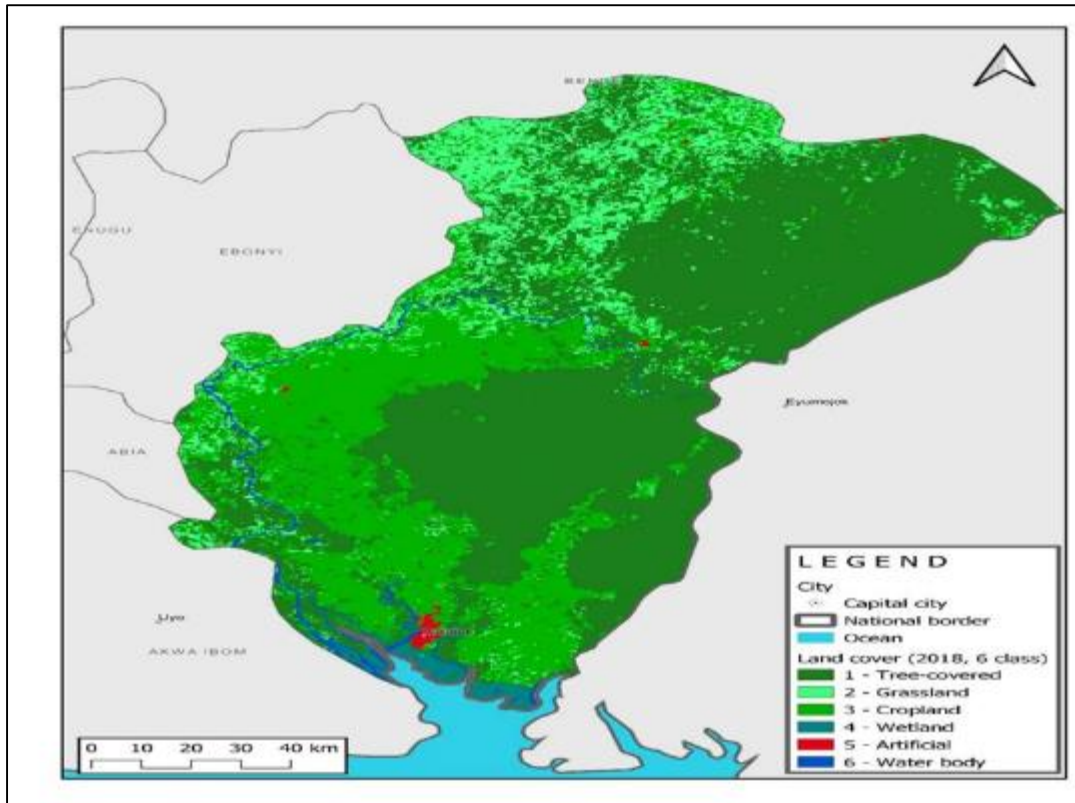 ENUGU
EBONYI
Eyumojok
ABIA
Uyo
AKWA IBOM
0 10 20 30 40 km
LEGEND
City
Capital city
National border
Ocean
Land cover (2018, 6 class)
1 - Tree-covered
2 - Grassland
3 - Cropland
4 - Wetland
5 - Artificial
6 - Water body